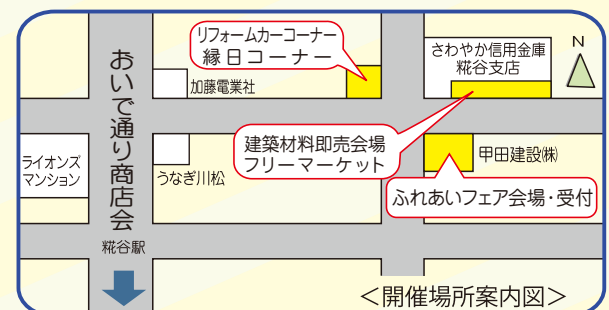 リフォームカーコーナー
縁日コーナー
さわやか信用金庫
糀谷支店
N
おいで通り商店会
加藤電業社
建築材料即売会場
フリーマーケット
甲田建設㈱
ライオンズ
マンション
うなぎ川松
ふれあいフェア会場・受付
糀谷駅
＜開催場所案内図＞